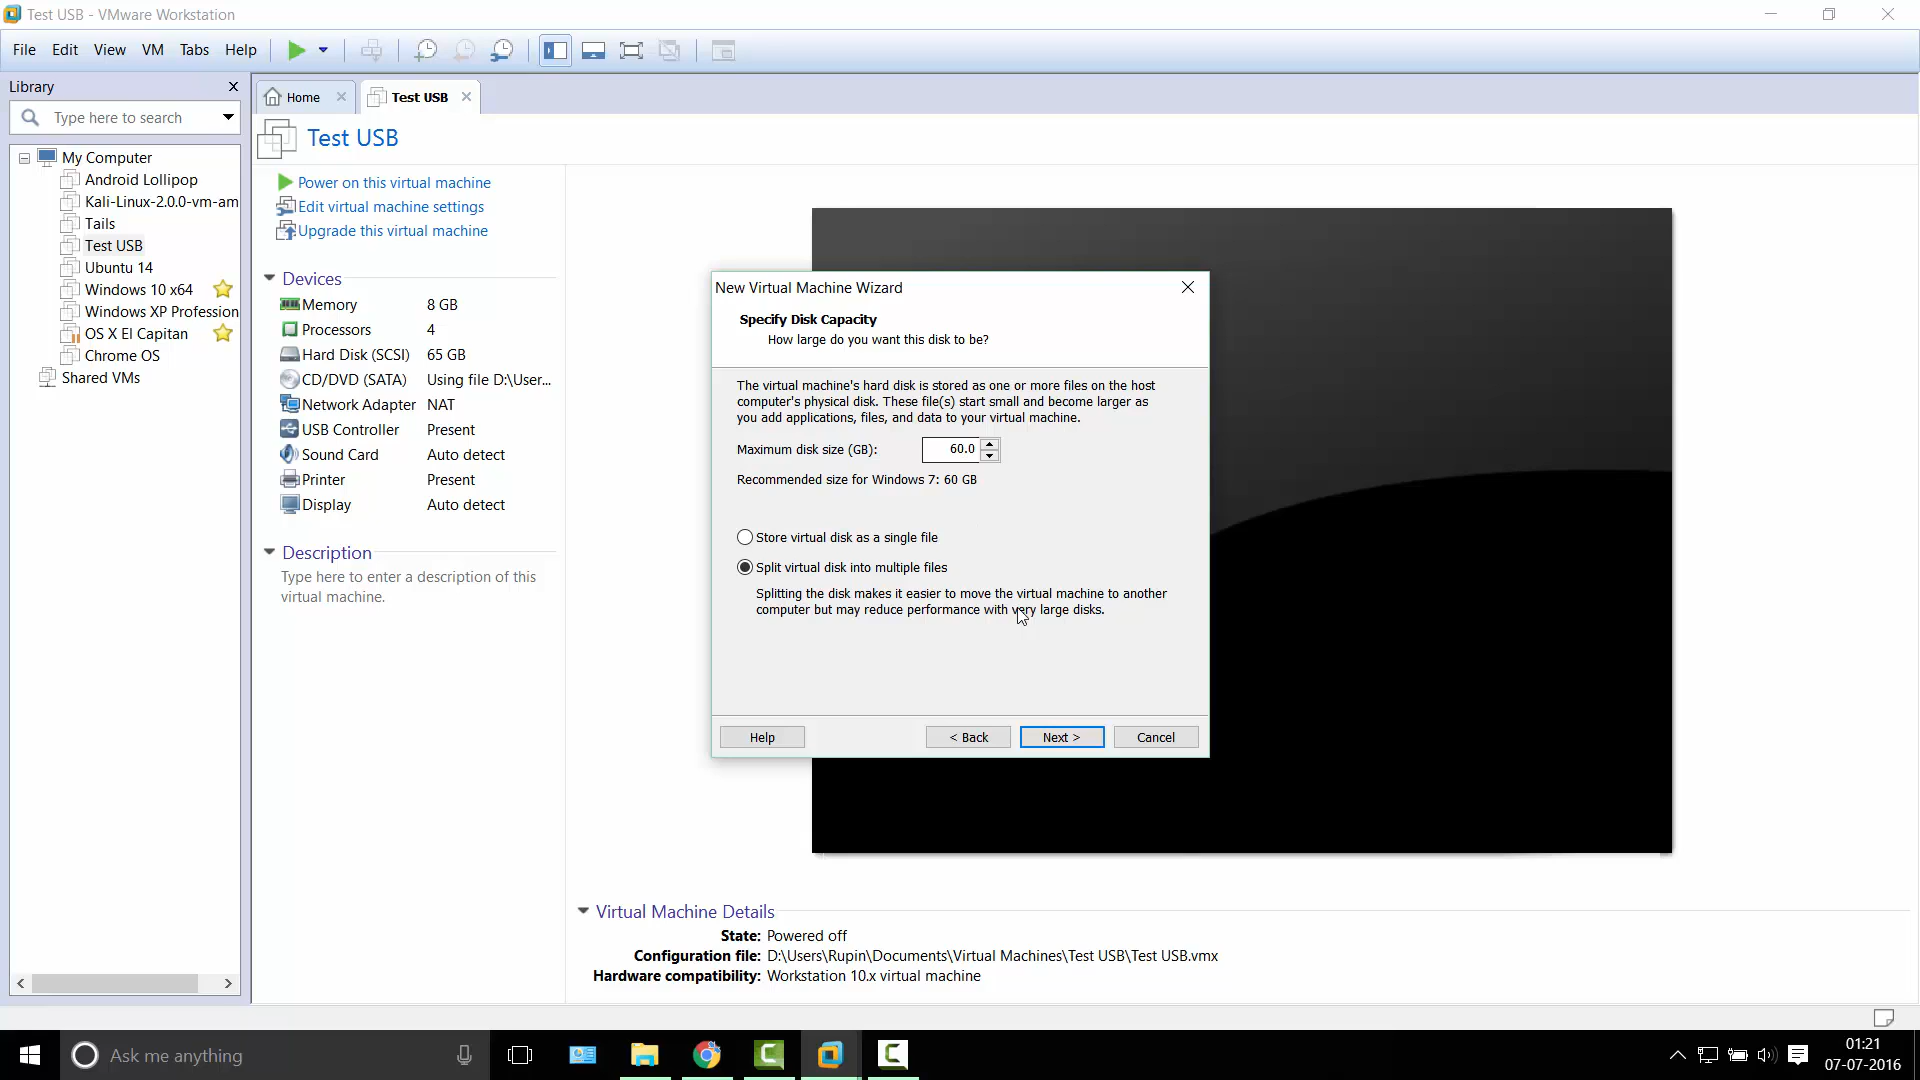 Test USB - VMware Workstation
File Edit View VM Tabs Help
Library
Type here to search
My Computer
Android Lollipop
Kali-Linux-2.0.0-vm-am
Tails
Test USB
Ubuntu 14
Windows 10 x64
Windows XP Profession
OS X El Capitan
Chrome OS
Shared VMs
Home
Test USB
Test USB
Power on this virtual machine
Edit virtual machine settings
Upgrade this virtual machine
Devices
Memory 8 GB
Processors 4
Hard Disk (SCSI) 65 GB
CD/DVD (SATA) Using file D:\User...
Network Adapter NAT
USB Controller Present
Sound Card Auto detect
Printer Present
Display Auto detect
Description
Type here to enter a description of this
virtual machine.
New Virtual Machine Wizard
Specify Disk Capacity
How large do you want this disk to be?
The virtual machine's hard disk is stored as one or more files on the host
computer's physical disk. These file(s) start small and become larger as
you add applications, files, and data to your virtual machine.
Maximum disk size (GB): 60.0
Recommended size for Windows 7: 60 GB
Store virtual disk as a single file
Split virtual disk into multiple files
Splitting the disk makes it easier to move the virtual machine to another
computer but may reduce performance with very large disks.
Help < Back Next > Cancel
Virtual Machine Details
State: Powered off
Configuration file: D:\Users\Rupin\Documents\Virtual Machines\Test USB\Test USB.vmx
Hardware compatibility: Workstation 10.x virtual machine
Ask me anything
01:21
07-07-2016